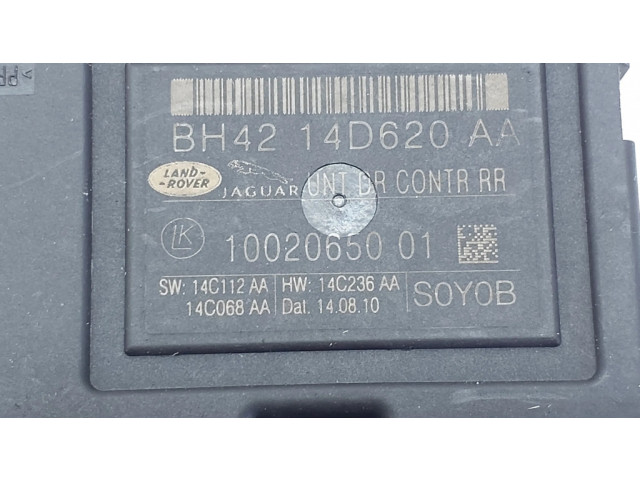 BH42 14D620 AA
LAND-
-ROVER
JAGUAR UNT DR CONTR RR
LK 10020650 01
SW: 14C112 AA HW: 14C236 AA
14C068 AA Dat. 14.08.10
S0Y0B